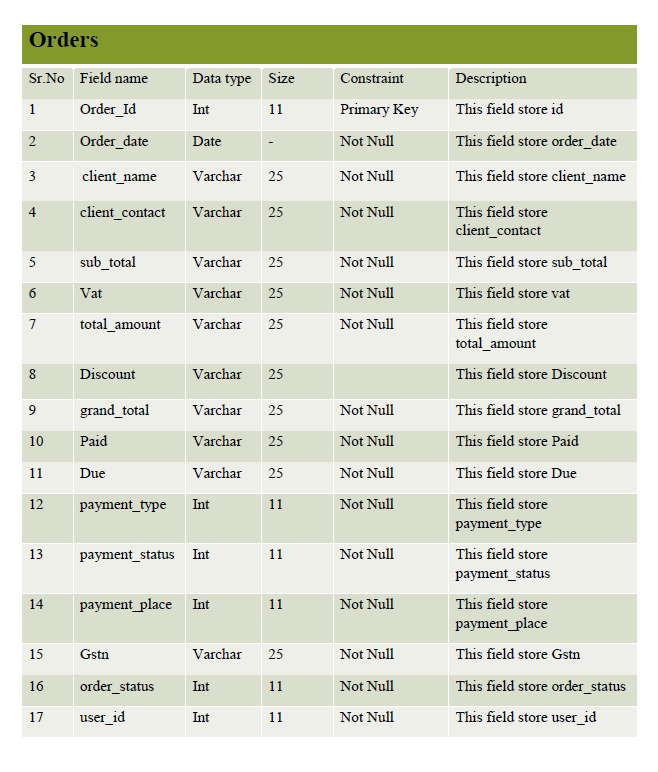 Orders
Sr.No Field name Data type Size Constraint Description
1 Order_Id Int 11 Primary Key This field store id
2 Order_date Date - Not Null This field store order_date
3 client_name Varchar 25 Not Null This field store client_name
4 client_contact Varchar 25 Not Null This field store
client_contact
5 sub_total Varchar 25 Not Null This field store sub_total
6 Vat Varchar 25 Not Null This field store vat
7 total_amount Varchar 25 Not Null This field store
total_amount
8 Discount Varchar 25 This field store Discount
9 grand_total Varchar 25 Not Null This field store grand_total
10 Paid Varchar 25 Not Null This field store Paid
11 Due Varchar 25 Not Null This field store Due
12 payment_type Int 11 Not Null This field store
payment_type
13 payment_status Int 11 Not Null This field store
payment_status
14 payment_place Int 11 Not Null This field store
payment_place
15 Gstn Varchar 25 Not Null This field store Gstn
16 order_status Int 11 Not Null This field store order_status
17 user_id Int 11 Not Null This field store user_id